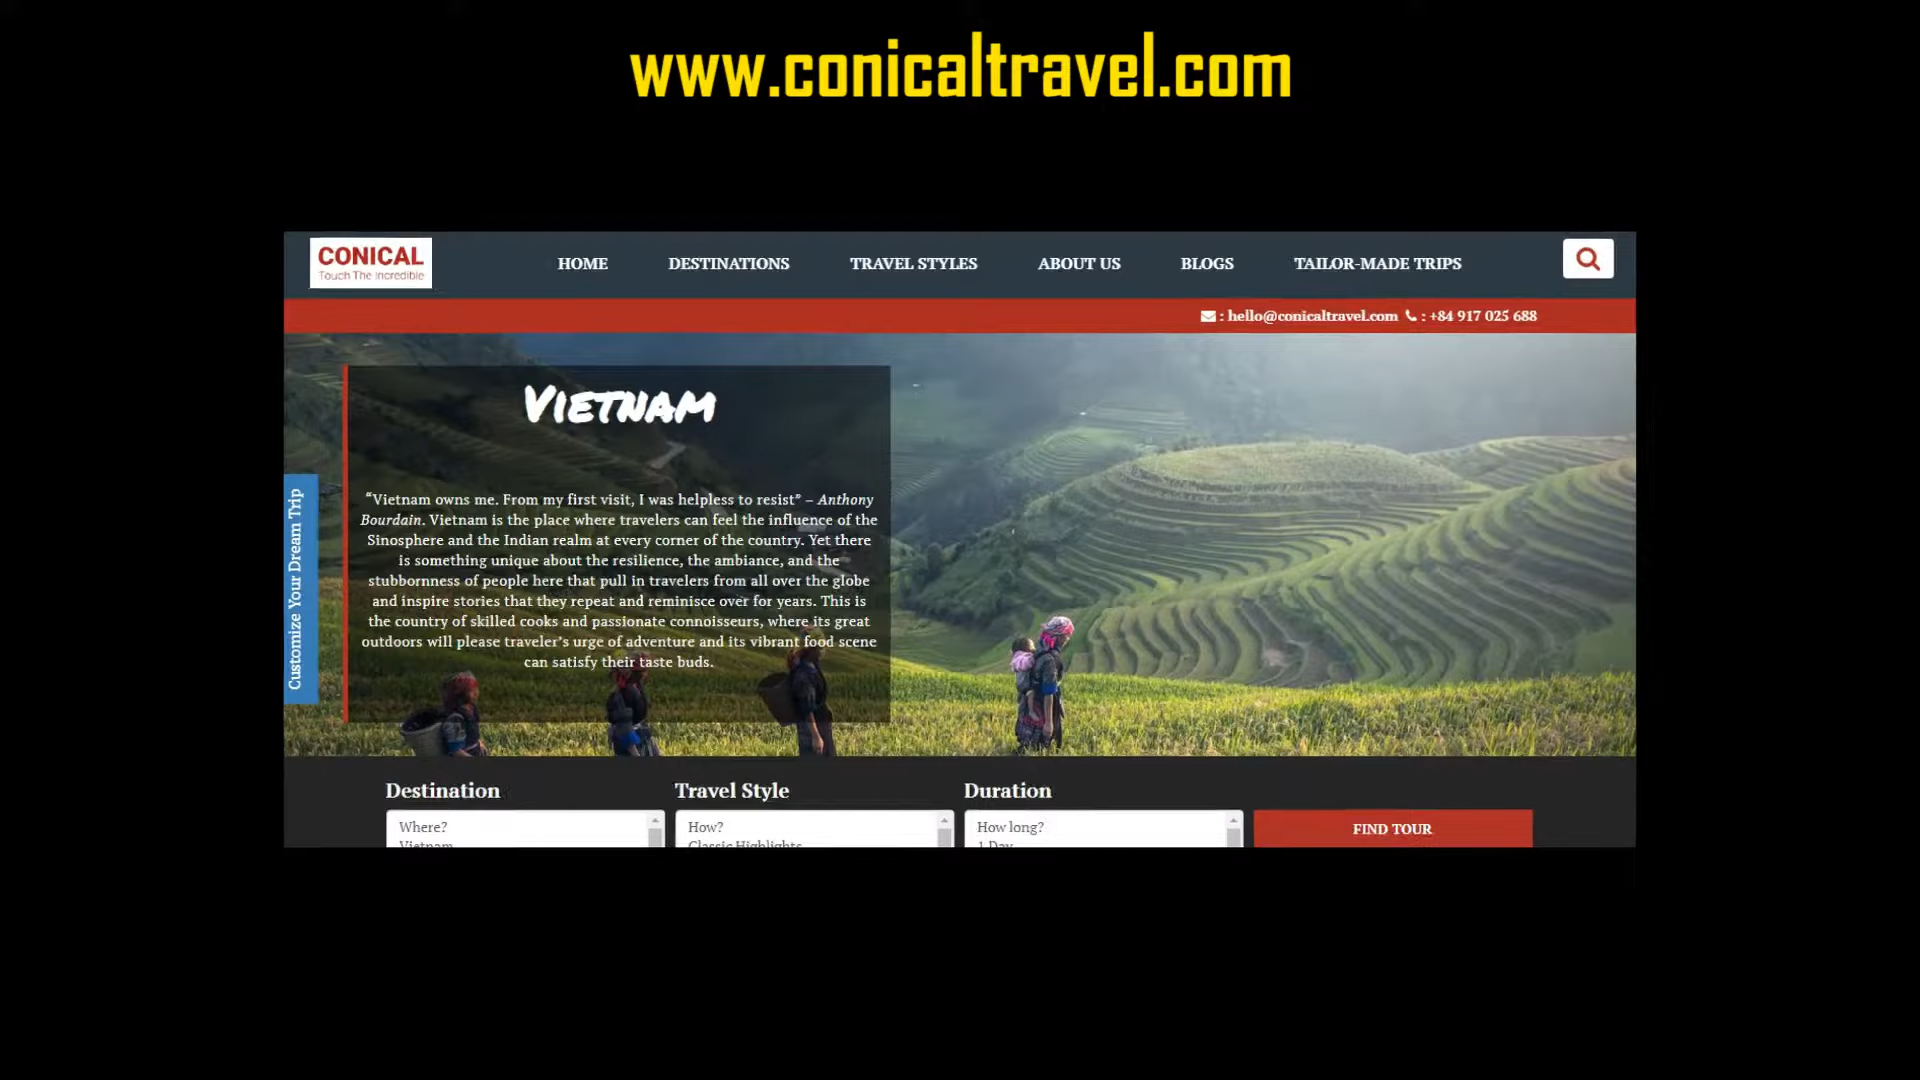 www.conicaltravel.com
CONICAL
Touch The Incredible
HOME DESTINATIONS TRAVEL STYLES ABOUT US BLOGS TAILOR-MADE TRIPS
: hello@conicaltravel.com : +84 917 025 688
VIETNAM
“Vietnam owns me. From my first visit, I was helpless to resist” – Anthony
Bourdain. Vietnam is the place where travelers can feel the influence of the
Sinosphere and the Indian realm at every corner of the country. Yet there
is something unique about the resilience, the ambiance, and the
stubbornness of people here that pull in travelers from all over the globe
and inspire stories that they repeat and reminisce over for years. This is
the country of skilled cooks and passionate connoisseurs, where its great
outdoors will please traveler’s urge of adventure and its vibrant food scene
can satisfy their taste buds.
Customize Your Dream Trip
Destination Travel Style Duration
Where? How? How long? FIND TOUR
Vietnam Classic Highlights 1 Day